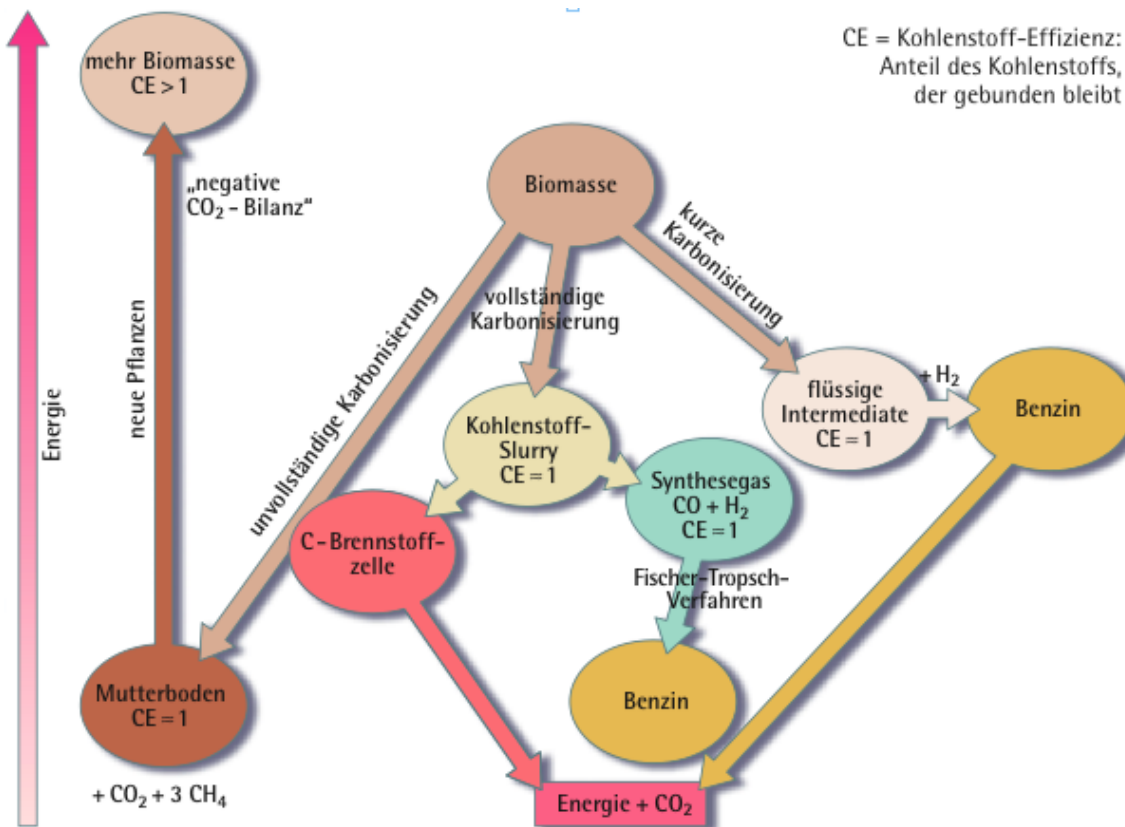 CE = Kohlenstoff-Effizienz:
Anteil des Kohlenstoffs,
der gebunden bleibt
mehr Biomasse
CE > 1
„negative
CO₂ – Bilanz“
neue Pflanzen
Energie
Biomasse
unvollständige Karbonisierung
vollständige
Karbonisierung
kurze
Karbonisierung
flüssige
Intermediate
CE = 1
+ H₂
Benzin
Kohlenstoff-
Slurry
CE = 1
Synthesegas
CO + H₂
CE = 1
C – Brennstoff-
zelle
Fischer-Tropsch-
Verfahren
Mutterboden
CE = 1
+ CO₂ + 3 CH₄
Benzin
Energie + CO₂